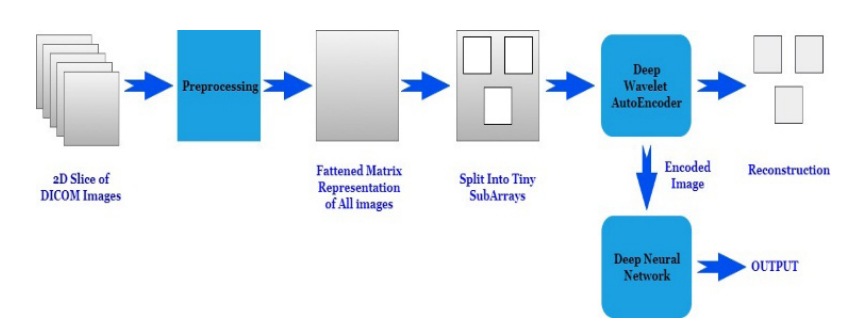 2D Slice of
DICOM Images
Preprocessing
Fattened Matrix
Representation
of All images
Split Into Tiny
SubArrays
Deep
Wavelet
AutoEncoder
Encoded
Image
Reconstruction
Deep Neural
Network
OUTPUT